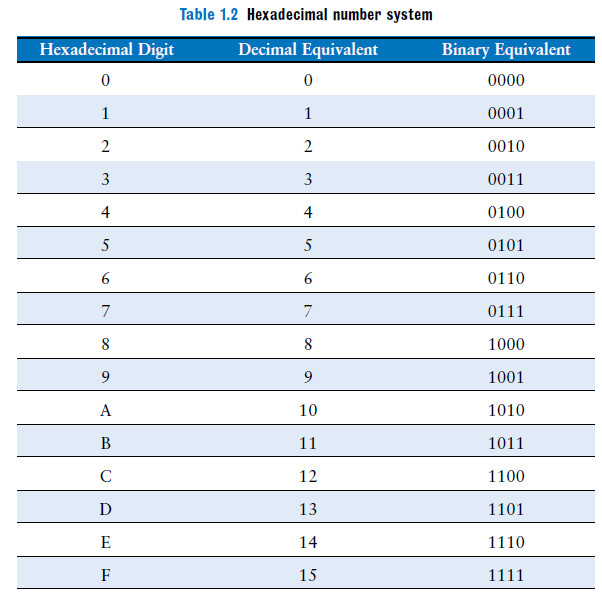 Table 1.2 Hexadecimal number system
Hexadecimal Digit Decimal Equivalent Binary Equivalent
0 0 0000
1 1 0001
2 2 0010
3 3 0011
4 4 0100
5 5 0101
6 6 0110
7 7 0111
8 8 1000
9 9 1001
A 10 1010
B 11 1011
C 12 1100
D 13 1101
E 14 1110
F 15 1111